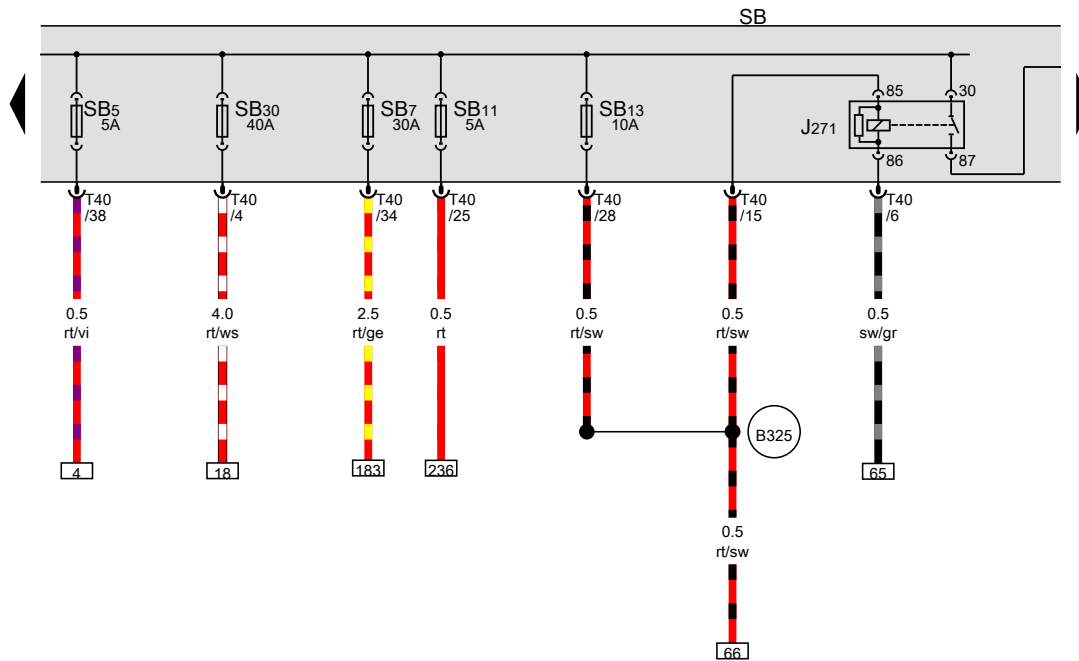 SB
SB5
5A
SB30
40A
SB7
30A
SB11
5A
SB13
10A
J271
85
30
86
87
T40
/38
T40
/4
T40
/34
T40
/25
T40
/28
T40
/15
T40
/6
0.5
rt/vi
4.0
rt/ws
2.5
rt/ge
0.5
rt
0.5
rt/sw
0.5
rt/sw
0.5
sw/gr
B325
4
18
183
236
65
0.5
rt/sw
66